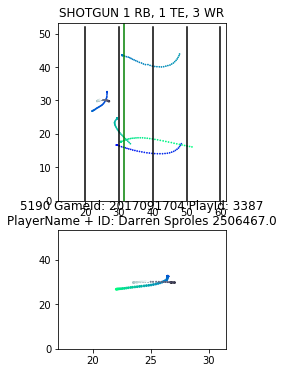 SHOTGUN 1 RB, 1 TE, 3 WR
50
40
30
20
10
0
20 30 40 50 60
5190 GameId: 2017091704 PlayId: 3387
PlayerName + ID: Darren Sproles 2506467.0
40
20
0
20 25 30